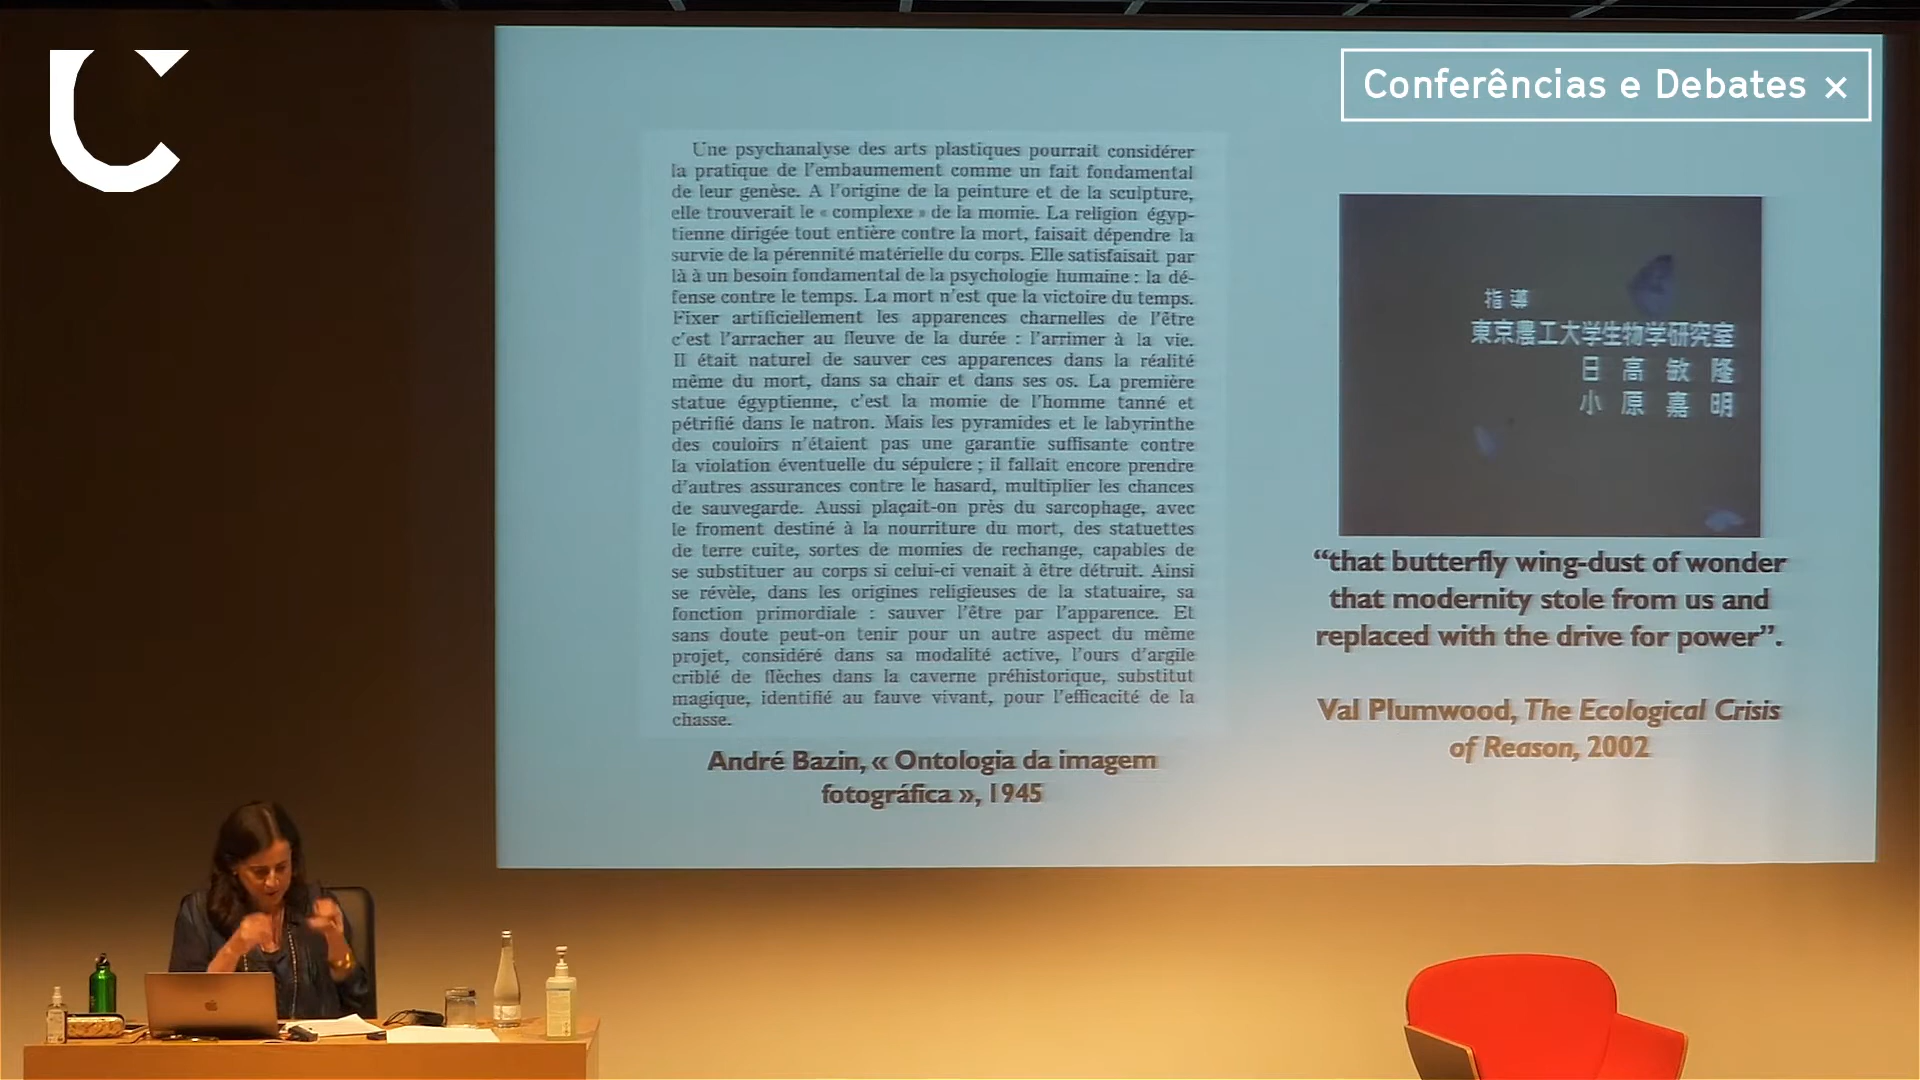 Conferências e Debates ×
Une psychanalyse des arts plastiques pourrait considérer
la pratique de l'embaumement comme un fait fondamental
de leur genèse. A l'origine de la peinture et de la sculpture,
elle trouverait le « complexe » de la momie. La religion égyp-
tienne dirigée tout entière contre la mort, faisait dépendre la
survie de la pérennité matérielle du corps. Elle satisfaisait par
là à un besoin fondamental de la psychologie humaine : la dé-
fense contre le temps. La mort n'est que la victoire du temps.
Fixer artificiellement les apparences charnelles de l'être
c'est l'arracher au fleuve de la durée : l'arrimer à la vie.
Il était naturel de sauver ces apparences dans la réalité
même du mort, dans sa chair et dans ses os. La première
statue égyptienne, c'est la momie de l'homme tanné et
pétrifié dans le natron. Mais les pyramides et le labyrinthe
des couloirs n'étaient pas une garantie suffisante contre
la violation éventuelle du sépulcre ; il fallait encore prendre
d'autres assurances contre le hasard, multiplier les chances
de sauvegarde. Aussi plaçait-on près du sarcophage, avec
le froment destiné à la nourriture du mort, des statuettes
de terre cuite, sortes de momies de rechange, capables de
se substituer au corps si celui-ci venait à être détruit. Ainsi
se révèle, dans les origines religieuses de la statuaire, sa
fonction primordiale : sauver l'être par l'apparence. Et
sans doute peut-on tenir pour un autre aspect du même
projet, considéré dans sa modalité active, l'ours d'argile
criblé de flèches dans la caverne préhistorique, substitut
magique, identifié au fauve vivant, pour l'efficacité de la
chasse.
André Bazin, « Ontologia da imagem
fotográfica », 1945
指導
東京農工大学生物学研究室
日高敏隆
小原嘉明
“that butterfly wing-dust of wonder
that modernity stole from us and
replaced with the drive for power”.
Val Plumwood, The Ecological Crisis
of Reason, 2002